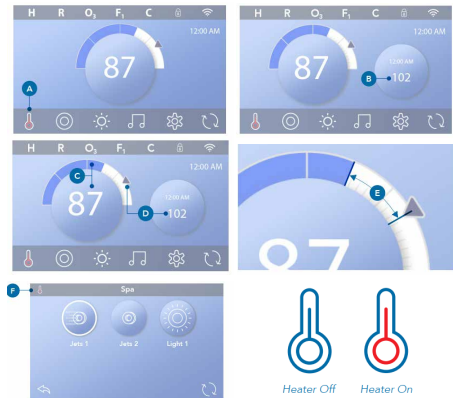 H R O₃ F₁ C
12:00 AM
87
A
H R O₃ F₁ C
12:00 AM
87
12:00 AM
B
102
H R O₃ F₁ C
12:00 AM
C
87
12:00 AM
D
102
E
87
F
Spa
Jets 1 Jets 2 Light 1
Heater Off Heater On